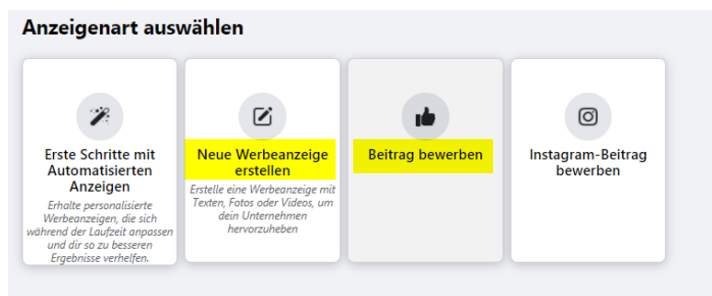 Anzeigenart auswählen
Erste Schritte mit
Automatisierten
Anzeigen
Erhalte personalisierte
Werbeanzeigen, die sich
während der Laufzeit anpassen
und dir so zu besseren
Ergebnisse verhelfen.
Neue Werbeanzeige
erstellen
Erstelle eine Werbeanzeige mit
Texten, Fotos oder Videos, um
dein Unternehmen
hervorzuheben
Beitrag bewerben
Instagram-Beitrag
bewerben